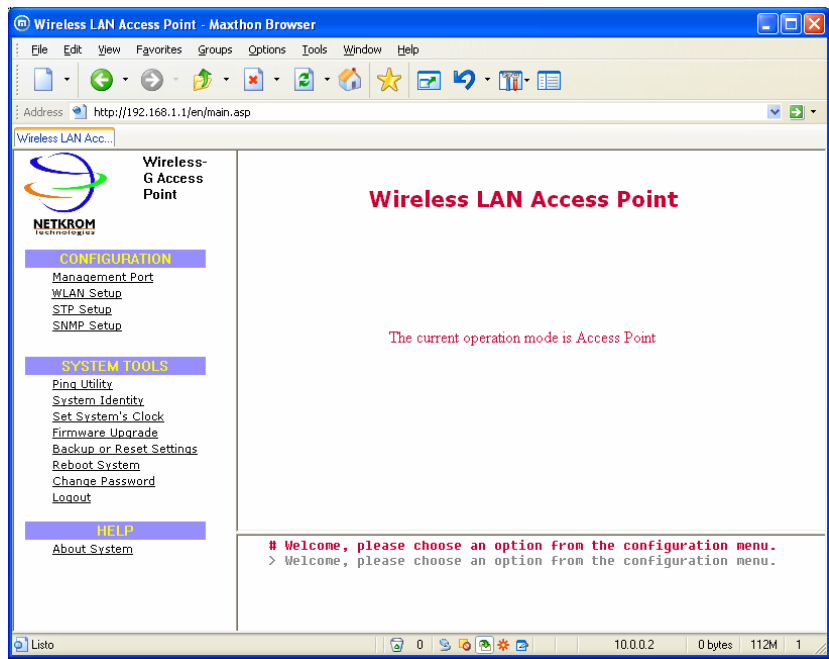 Wireless LAN Access Point - Maxthon Browser
File Edit View Favorites Groups Options Tools Window Help
Address http://192.168.1.1/en/main.asp
Wireless LAN Acc...
NETKROM
Technologies
Wireless-
G Access
Point
CONFIGURATION
Management Port
WLAN Setup
STP Setup
SNMP Setup
SYSTEM TOOLS
Ping Utility
System Identity
Set System's Clock
Firmware Upgrade
Backup or Reset Settings
Reboot System
Change Password
Logout
HELP
About System
Wireless LAN Access Point
The current operation mode is Access Point
# Welcome, please choose an option from the configuration menu.
> Welcome, please choose an option from the configuration menu.
Listo 0 10.0.0.2 0 bytes 112M 1